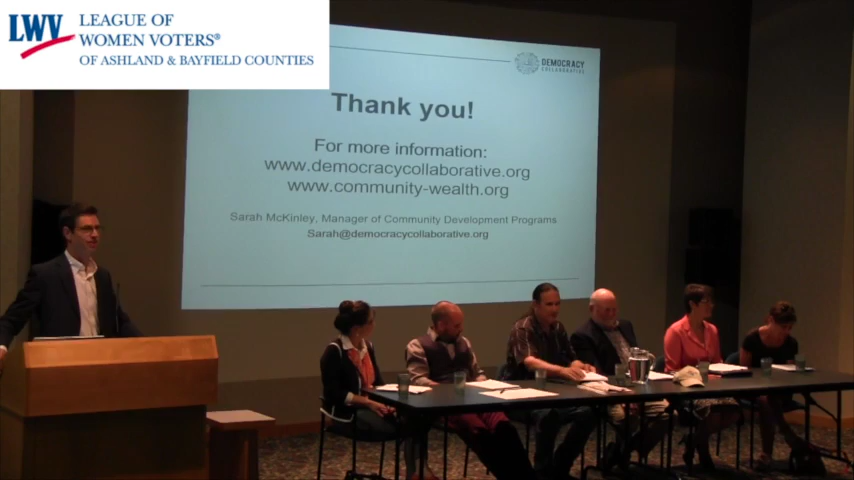 LWV
LEAGUE OF
WOMEN VOTERS®
OF ASHLAND & BAYFIELD COUNTIES
DEMOCRACY
COLLABORATIVE
Thank you!
For more information:
www.democracycollaborative.org
www.community-wealth.org
Sarah McKinley, Manager of Community Development Programs
Sarah@democracycollaborative.org